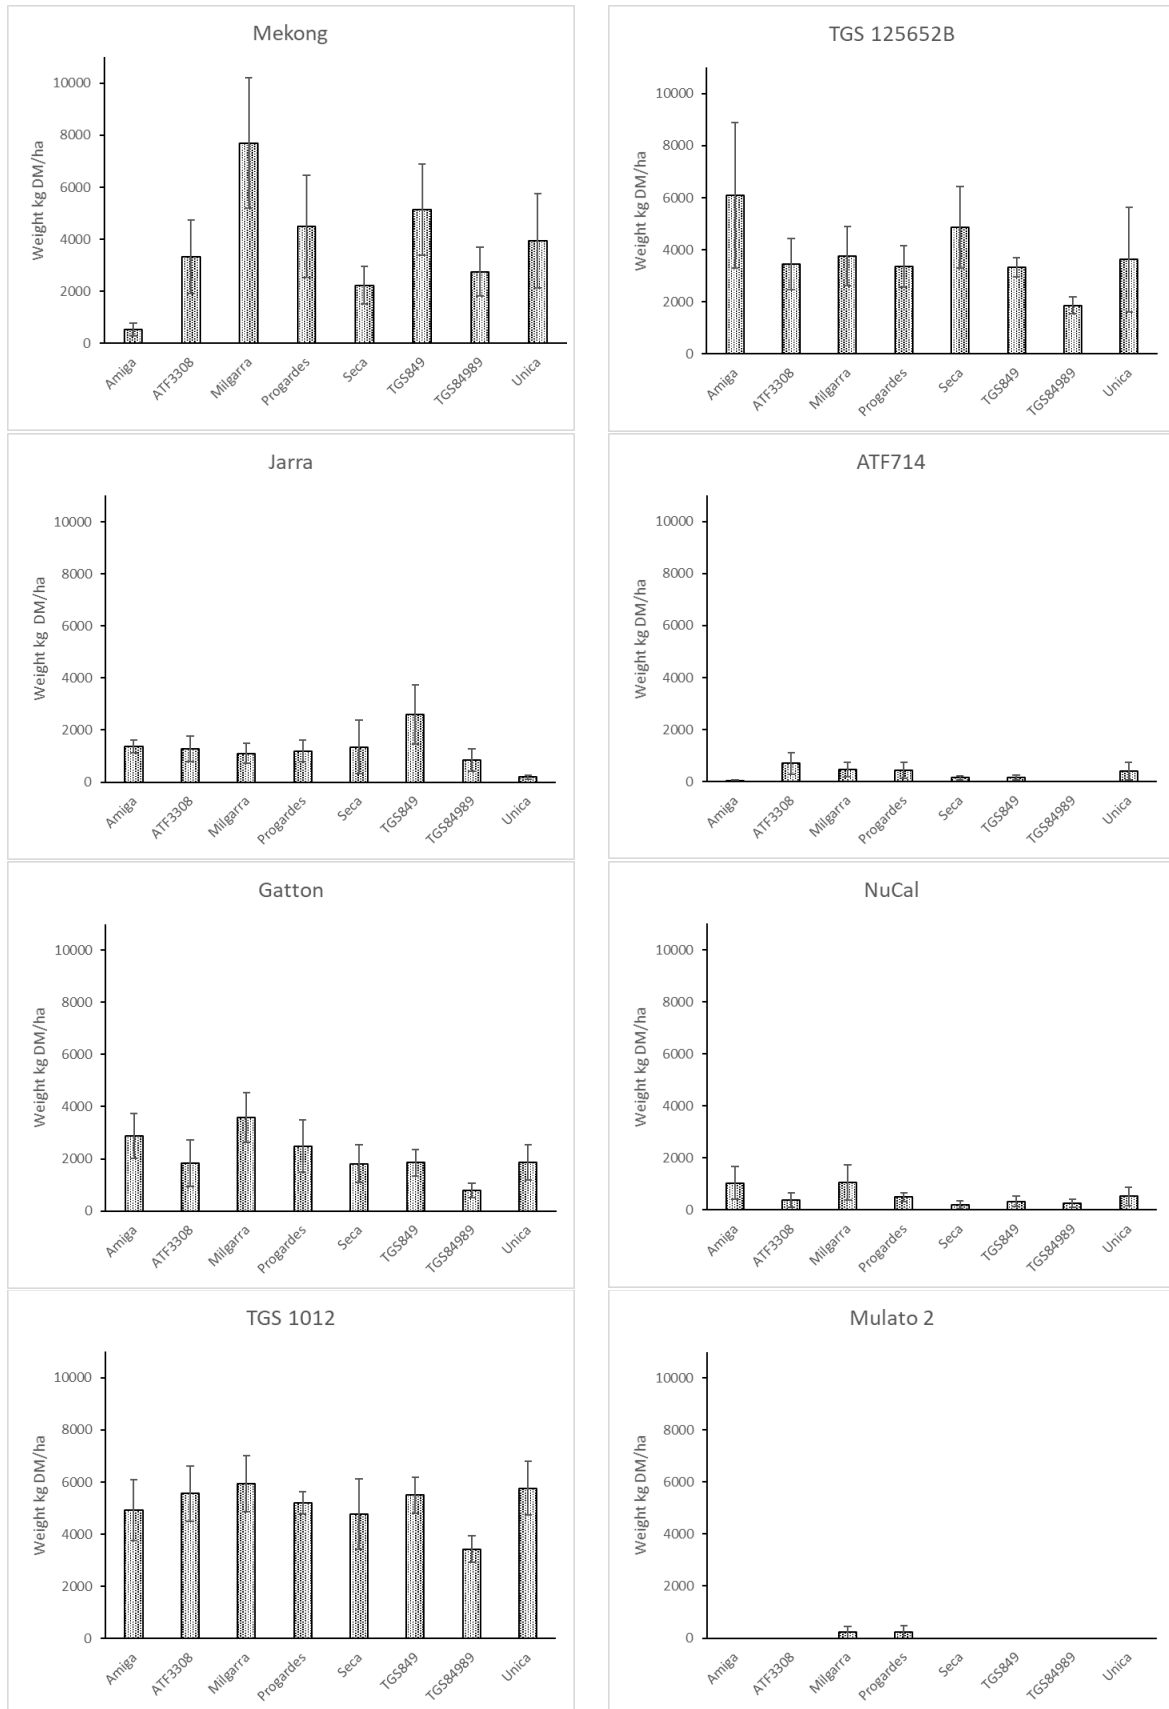 Mekong
Weight kg DM/ha
10000
8000
6000
4000
2000
0
Amiga
ATF3308
Milgarra
Progardes
Seca
TGS849
TGS84989
Unica
TGS 125652B
Weight kg DM/ha
10000
8000
6000
4000
2000
0
Amiga
ATF3308
Milgarra
Progardes
Seca
TGS849
TGS84989
Unica
Jarra
Weight kg DM/ha
10000
8000
6000
4000
2000
0
Amiga
ATF3308
Milgarra
Progardes
Seca
TGS849
TGS84989
Unica
ATF714
Weight kg DM/ha
10000
8000
6000
4000
2000
0
Amiga
ATF3308
Milgarra
Progardes
Seca
TGS849
TGS84989
Unica
Gatton
Weight kg DM/ha
10000
8000
6000
4000
2000
0
Amiga
ATF3308
Milgarra
Progardes
Seca
TGS849
TGS84989
Unica
NuCal
Weight kg DM/ha
10000
8000
6000
4000
2000
0
Amiga
ATF3308
Milgarra
Progardes
Seca
TGS849
TGS84989
Unica
TGS 1012
Weight kg DM/ha
10000
8000
6000
4000
2000
0
Amiga
ATF3308
Milgarra
Progardes
Seca
TGS849
TGS84989
Unica
Mulato 2
Weight kg DM/ha
10000
8000
6000
4000
2000
0
Amiga
ATF3308
Milgarra
Progardes
Seca
TGS849
TGS84989
Unica